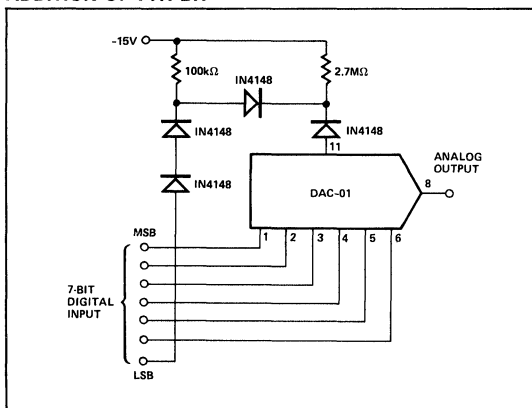 -15V
100kΩ
2.7MΩ
IN4148
IN4148
IN4148
11
ANALOG
OUTPUT
IN4148
DAC-01
8
MSB
1 2 3 4 5 6
7-BIT
DIGITAL
INPUT
LSB